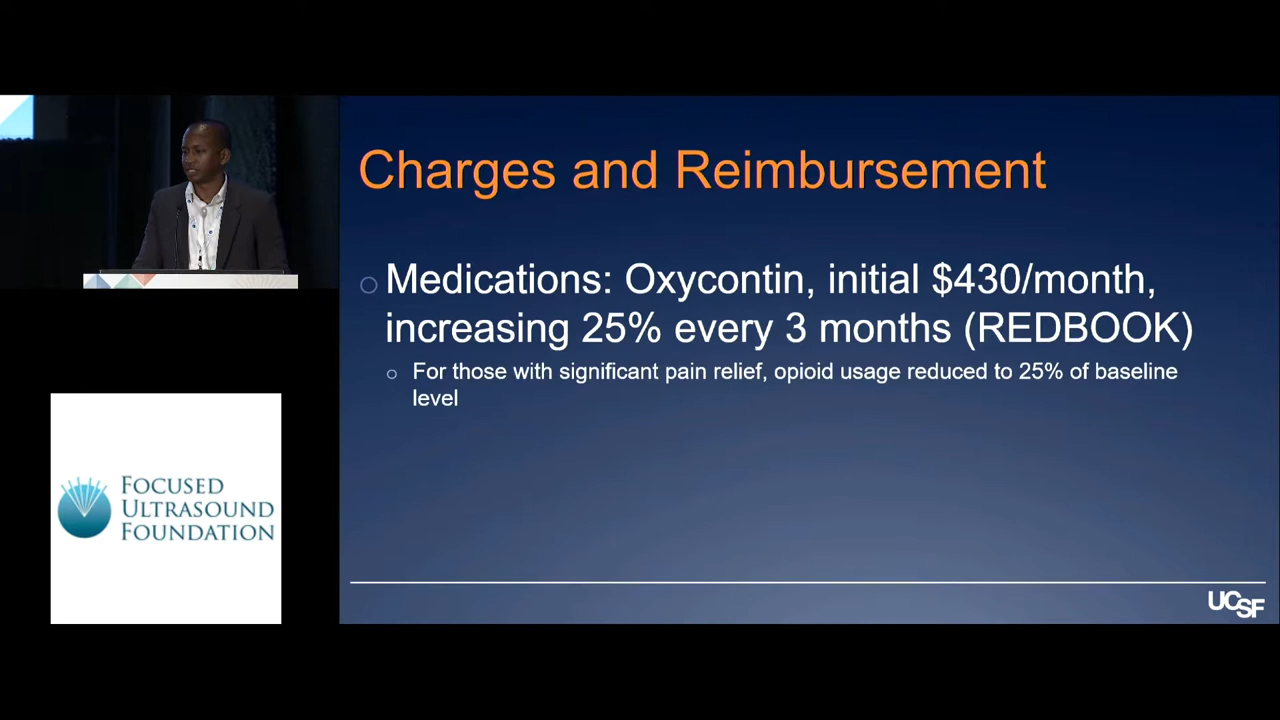 Charges and Reimbursement
Medications: Oxycontin, initial $430/month,
increasing 25% every 3 months (REDBOOK)
For those with significant pain relief, opioid usage reduced to 25% of baseline
level
FOCUSED
ULTRASOUND
FOUNDATION
UCSF